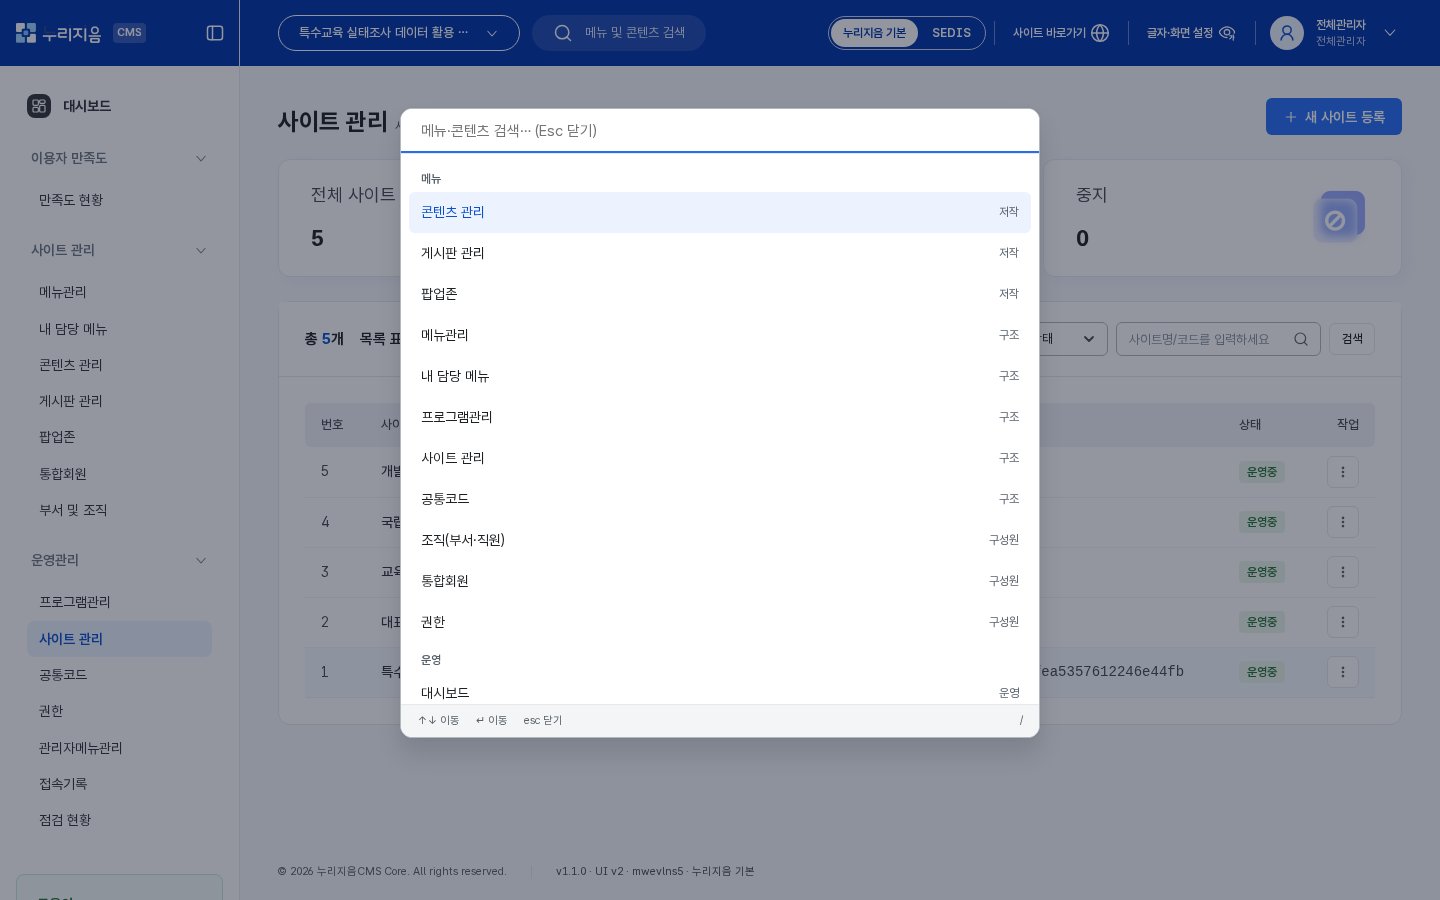 누리지음 CMS
특수교육 실태조사 데이터 활용 ···
메뉴 및 콘텐츠 검색
누리지음 기본
SEDIS
사이트 바로가기
글자·화면 설정
전체관리자
전체관리자
대시보드
이용자 만족도
만족도 현황
사이트 관리
메뉴관리
내 담당 메뉴
콘텐츠 관리
게시판 관리
팝업존
통합회원
부서 및 조직
운영관리
프로그램관리
사이트 관리
공통코드
권한
관리자메뉴관리
접속기록
점검 현황
사이트 관리
+ 새 사이트 등록
전체 사이트
5
중지
0
총 5개
목록
사이트명/코드를 입력하세요
검색
번호
상태
작업
5
운영중
4
운영중
3
운영중
2
운영중
1
ea5357612246e44fb
운영중
메뉴·콘텐츠 검색··· (Esc 닫기)
메뉴
콘텐츠 관리 저작
게시판 관리 저작
팝업존 저작
메뉴관리 구조
내 담당 메뉴 구조
프로그램관리 구조
사이트 관리 구조
공통코드 구조
조직(부서·직원) 구성원
통합회원 구성원
권한 구성원
운영
대시보드 운영
↑↓ 이동 ↵ 이동 esc 닫기 /
© 2026 누리지음CMS Core. All rights reserved.
v1.1.0 · UI v2 · mwevlns5 · 누리지음 기본